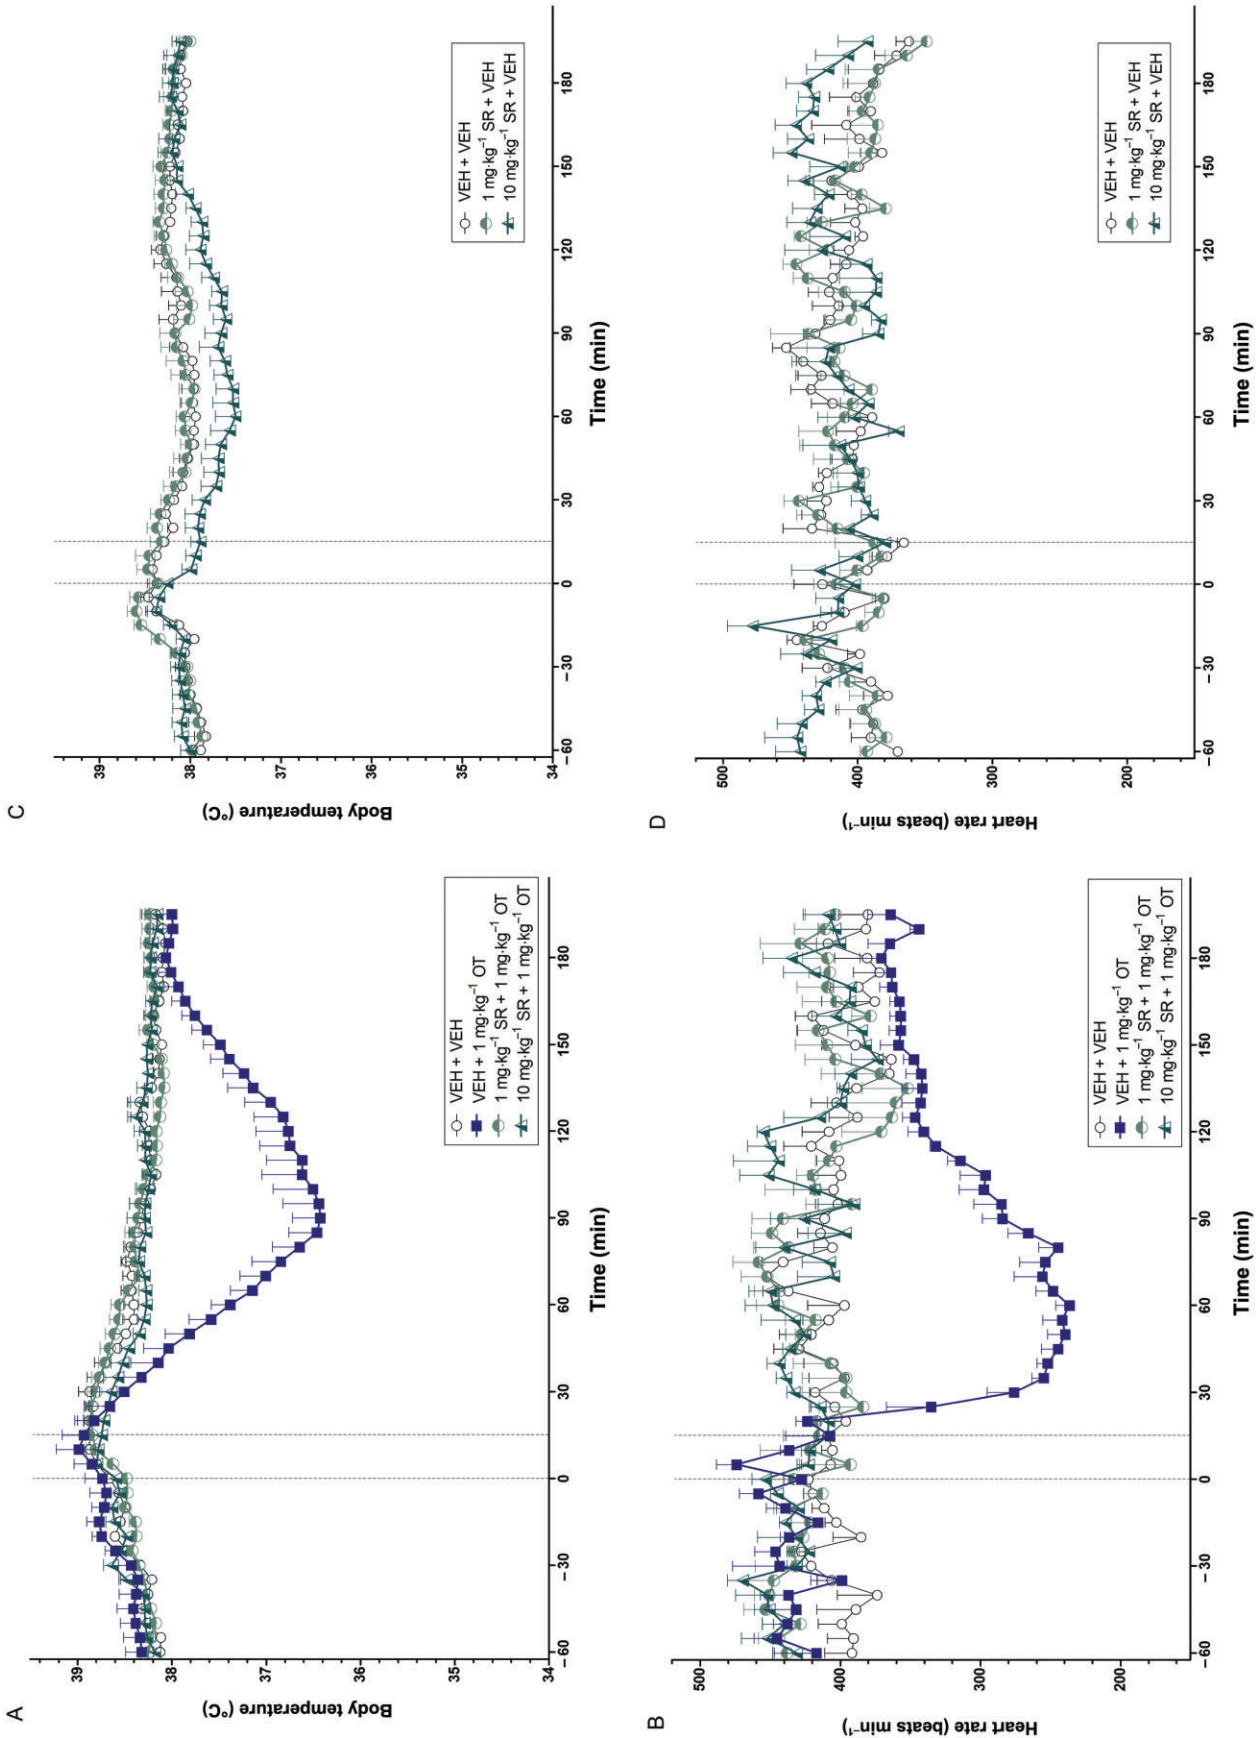 A
39
38
37
36
35
34
Body temperature (°C)
−60
−30
0
30
60
90
120
150
180
Time (min)
VEH + VEH
VEH + 1 mg·kg⁻¹ OT
1 mg·kg⁻¹ SR + 1 mg·kg⁻¹ OT
10 mg·kg⁻¹ SR + 1 mg·kg⁻¹ OT
B
500
400
300
200
Heart rate (beats min⁻¹)
−60
−30
0
30
60
90
120
150
180
Time (min)
VEH + VEH
VEH + 1 mg·kg⁻¹ OT
1 mg·kg⁻¹ SR + 1 mg·kg⁻¹ OT
10 mg·kg⁻¹ SR + 1 mg·kg⁻¹ OT
C
39
38
37
36
35
34
Body temperature (°C)
−60
−30
0
30
60
90
120
150
180
Time (min)
VEH + VEH
1 mg·kg⁻¹ SR + VEH
10 mg·kg⁻¹ SR + VEH
D
500
400
300
200
Heart rate (beats min⁻¹)
−60
−30
0
30
60
90
120
150
180
Time (min)
VEH + VEH
1 mg·kg⁻¹ SR + VEH
10 mg·kg⁻¹ SR + VEH